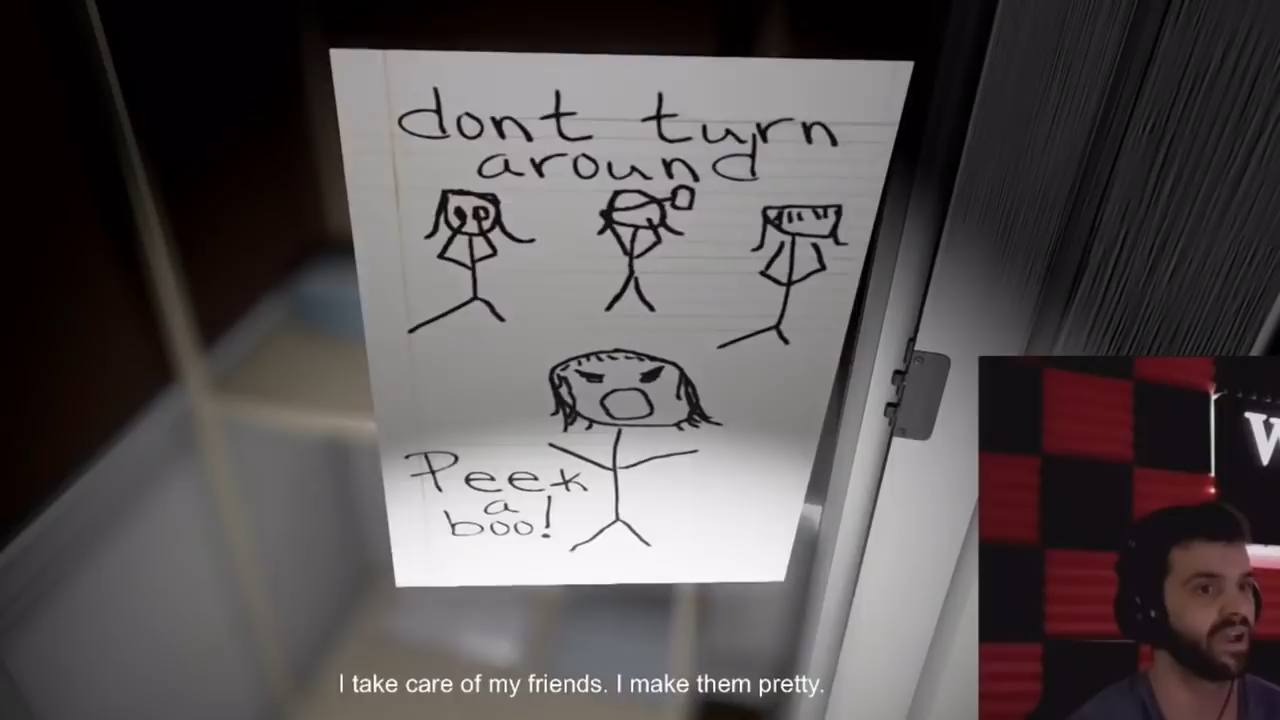 dont turn
around
Peek
a
boo!
I take care of my friends. I make them pretty.